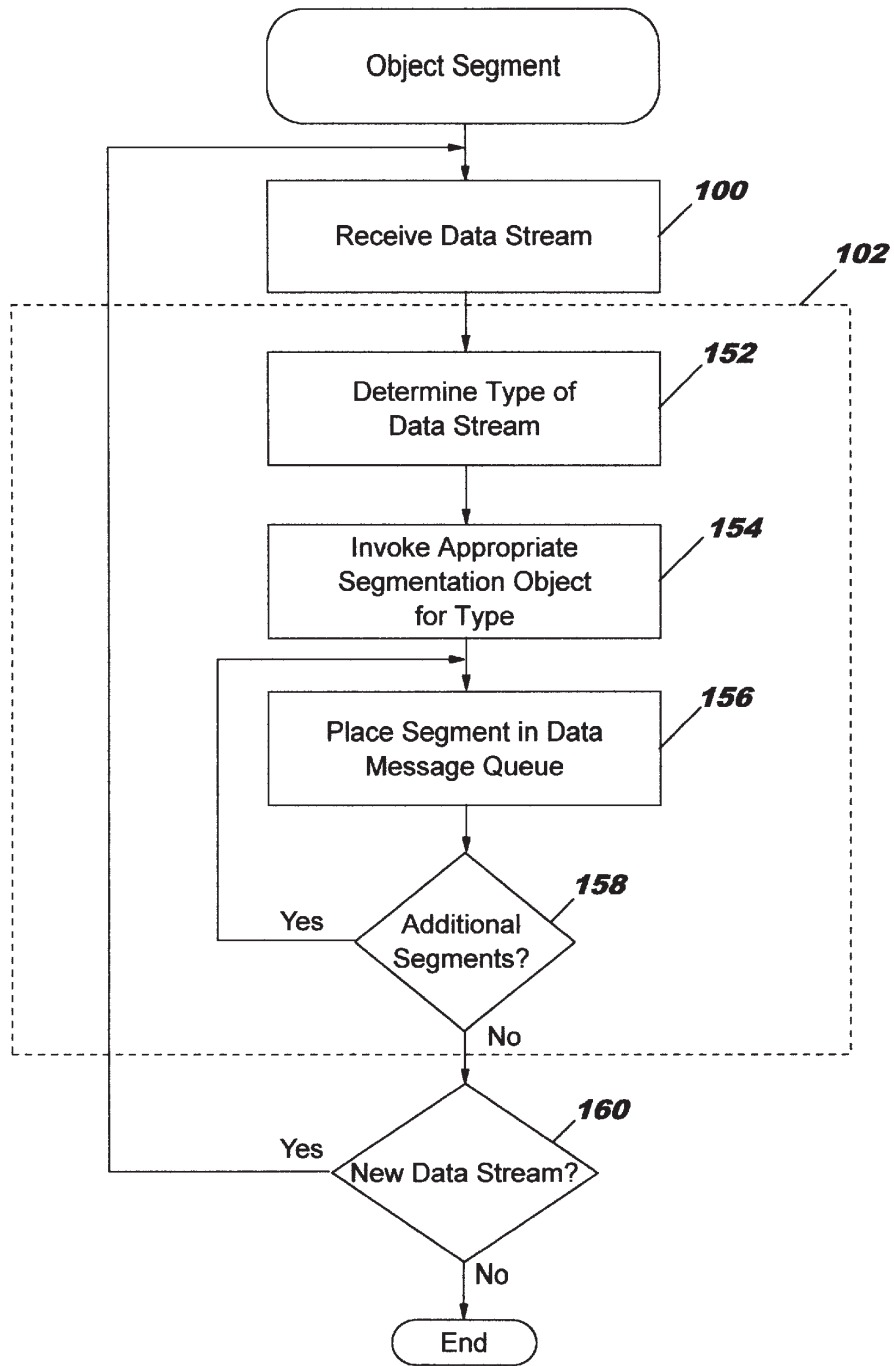 Object Segment
100
Receive Data Stream
102
152
Determine Type of
Data Stream
154
Invoke Appropriate
Segmentation Object
for Type
156
Place Segment in Data
Message Queue
158
Yes
Additional
Segments?
No
160
Yes
New Data Stream?
No
End